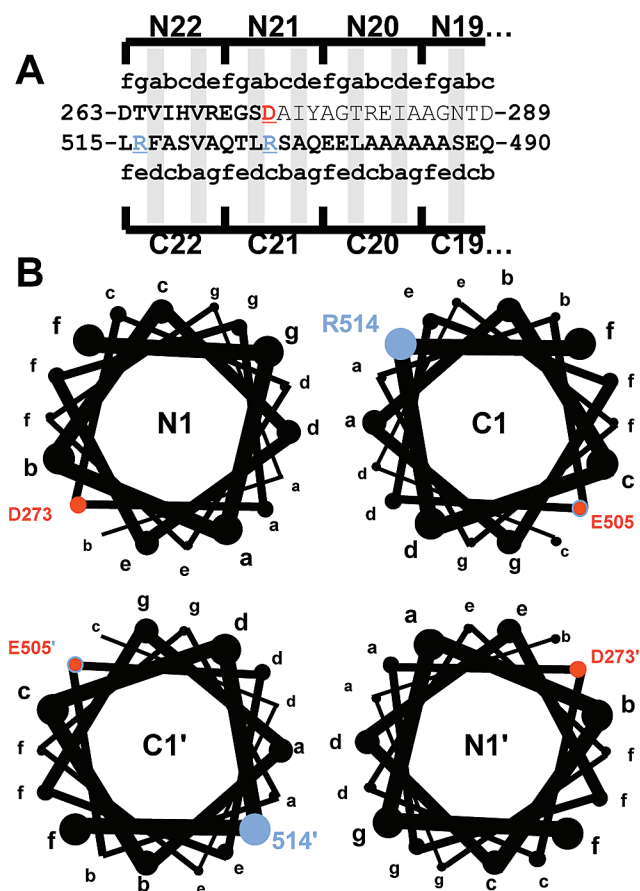 N22 N21 N20 N19...
A
fgabcdefgabcdefgabcdefgabc
263-DTVIHVREGSDAIYAGTREIAAGNTD-289
515-LRFASVAQTLRSAQEELAAAAAASEQ-490
fedcbagfedcbagfedcbagfedcb
C22 C21 C20 C19...
B
c c g g
f g
f d
f N1 d
b a
D273 a
b e e a
e e b b
R514 f
a f
a C1 f
d c
d E505
d g g c
c g g d
E505' d
c d
f C1' a
f a
f 514'
b b e e
a e e b
a D273'
a b
d N1' f
d f
g f
g g c c